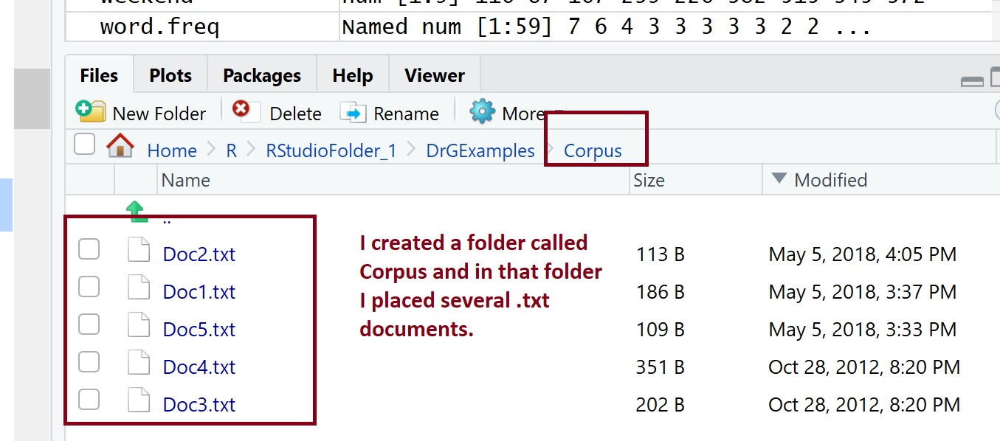 word.freq Named num [1:59] 7 6 4 3 3 3 3 3 2 2 ...
Files Plots Packages Help Viewer
New Folder Delete Rename More
Home R RStudioFolder_1 DrGExamples Corpus
Name Size Modified
..
Doc2.txt 113 B May 5, 2018, 4:05 PM
Doc1.txt 186 B May 5, 2018, 3:37 PM
Doc5.txt 109 B May 5, 2018, 3:33 PM
Doc4.txt 351 B Oct 28, 2012, 8:20 PM
Doc3.txt 202 B Oct 28, 2012, 8:20 PM
I created a folder called
Corpus and in that folder
I placed several .txt
documents.